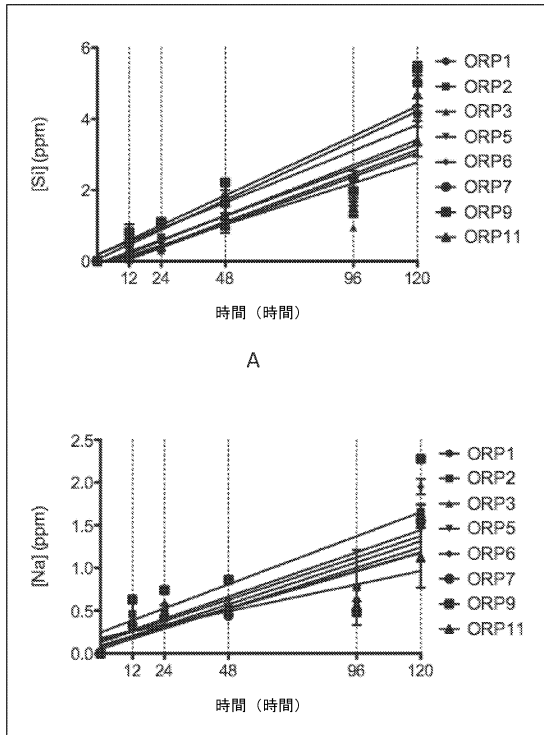 [Si] (ppm)
6
4
2
0
12 24 48 96 120
時間（時間）
ORP1
ORP2
ORP3
ORP5
ORP6
ORP7
ORP9
ORP11
A
[Na] (ppm)
2.5
2.0
1.5
1.0
0.5
0.0
12 24 48 96 120
時間（時間）
ORP1
ORP2
ORP3
ORP5
ORP6
ORP7
ORP9
ORP11